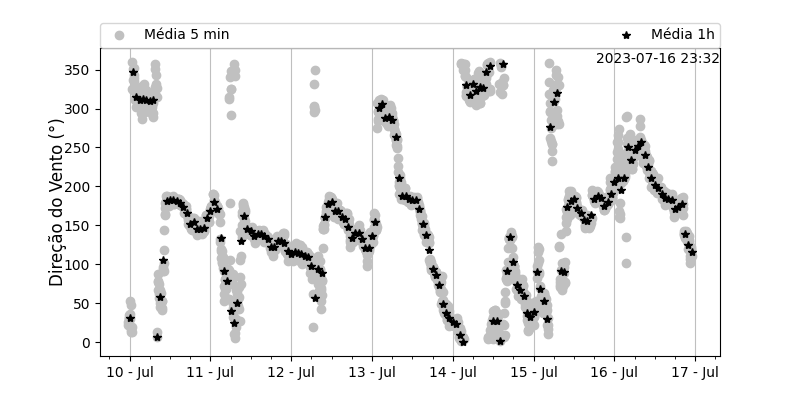 Média 5 min
Média 1h
2023-07-16 23:32
Direção do Vento (°)
350
300
250
200
150
100
50
0
10 - Jul
11 - Jul
12 - Jul
13 - Jul
14 - Jul
15 - Jul
16 - Jul
17 - Jul